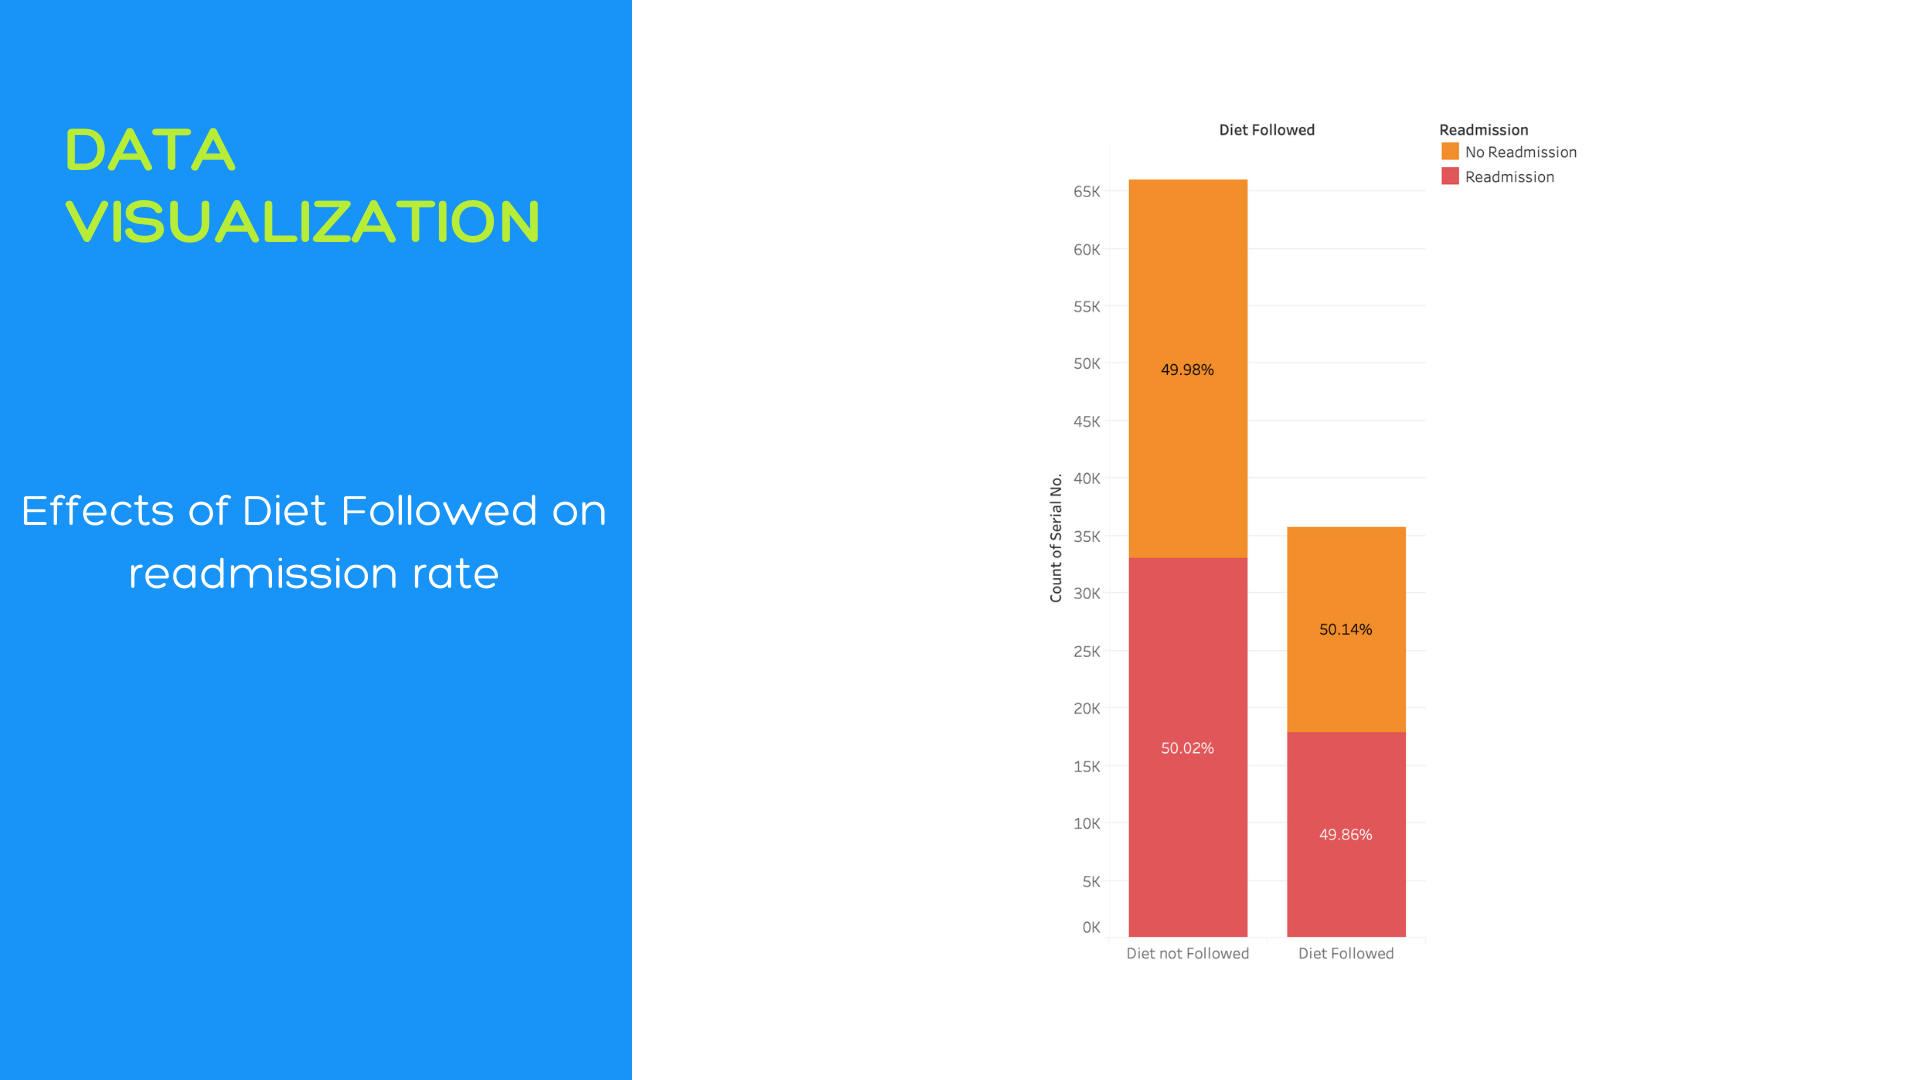 DATA
VISUALIZATION
Effects of Diet Followed on
readmission rate
Diet Followed
Readmission
No Readmission
Readmission
Count of Serial No.
65K
60K
55K
50K
45K
40K
35K
30K
25K
20K
15K
10K
5K
0K
49.98%
50.02%
50.14%
49.86%
Diet not Followed
Diet Followed